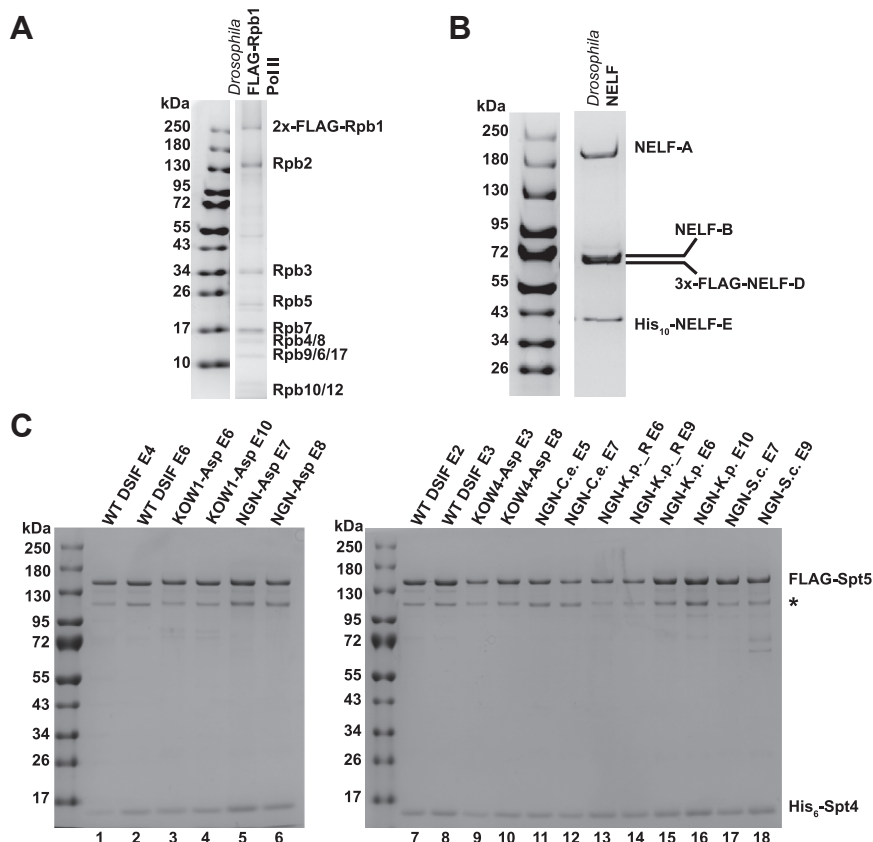 A
Drosophila
FLAG-Rpb1
Pol II
kDa
250
180
130
95
72
55
43
34
26
17
10
2x-FLAG-Rpb1
Rpb2
Rpb3
Rpb5
Rpb7
Rpb4/8
Rpb9/6/17
Rpb10/12
B
Drosophila
NELF
kDa
250
180
130
95
72
55
43
34
26
NELF-A
NELF-B
3x-FLAG-NELF-D
His10-NELF-E
C
WT DSIF E4
WT DSIF E6
KOW1-Asp E6
KOW1-Asp E10
NGN-Asp E7
NGN-Asp E8
kDa
250
180
130
95
72
55
43
34
26
17
1 2 3 4 5 6
WT DSIF E2
WT DSIF E3
KOW4-Asp E3
KOW4-Asp E8
NGN-C.e. E5
NGN-C.e. E7
NGN-K.p._R E6
NGN-K.p._R E9
NGN-K.p. E6
NGN-K.p. E10
NGN-S.c. E7
NGN-S.c. E9
kDa
250
180
130
95
72
55
43
34
26
17
FLAG-Spt5
*
His6-Spt4
7 8 9 10 11 12 13 14 15 16 17 18